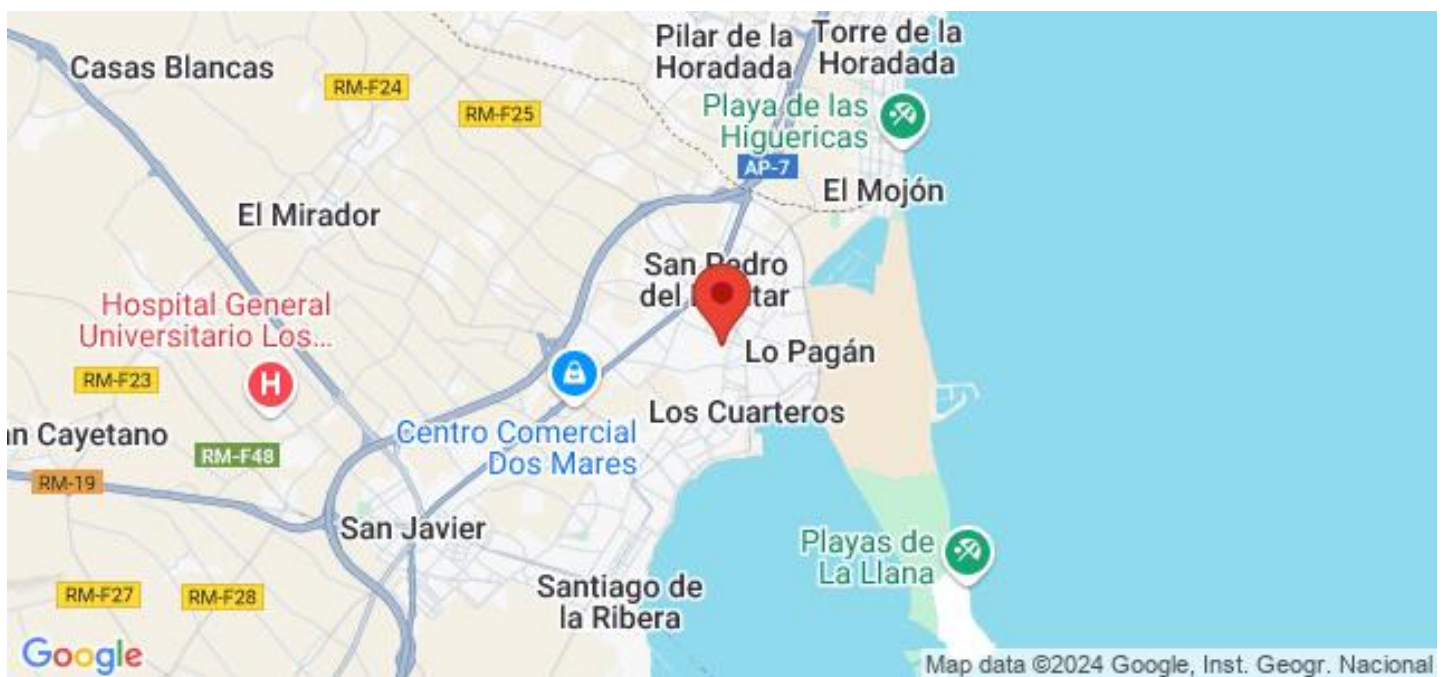 Pilar de la
Horadada
Torre de la
Horadada
Casas Blancas
RM-F24
RM-F25
Playa de las
Higuericas
AP-7
El Mojón
El Mirador
San Pedro
Hospital General
Universitario Los...
Lo Pagán
RM-F23
H
Los Cuarteros
n Cayetano
RM-F48
Centro Comercial
Dos Mares
RM-19
San Javier
Playas de
La Llana
Santiago de
la Ribera
RM-F27
RM-F28
Google
Map data ©2024 Google, Inst. Geogr. Nacional